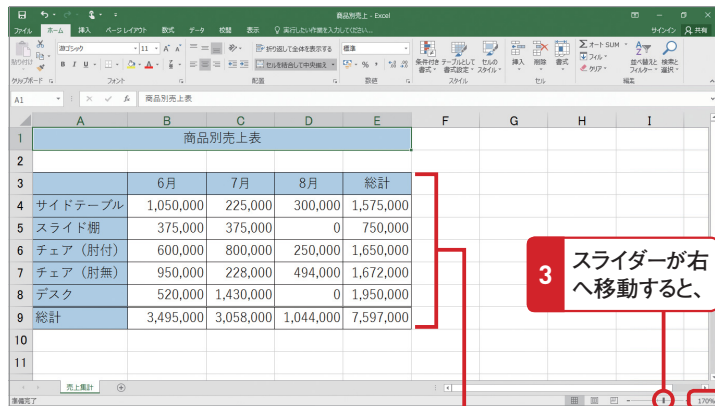 商品別売上表 - Excel
ファイル ホーム 挿入 ページ レイアウト 数式 データ 校閲 表示 実行したい作業を入力してください... サインイン 共有
貼り付け 游ゴシック 11 A A 折り返して全体を表示する 標準 条件付き書式 テーブルとして書式設定 セルのスタイル 挿入 削除 書式 Σ オート SUM フィル クリア 並べ替えとフィルター 検索と選択
B I U A セルを結合して中央揃え %
クリップボード フォント 配置 数値 スタイル セル 編集
A1 fx 商品別売上表
A B C D E F G H I
1 商品別売上表
2
3 6月 7月 8月 総計
4 サイドテーブル 1,050,000 225,000 300,000 1,575,000
5 スライド棚 375,000 375,000 0 750,000
6 チェア（肘付） 600,000 800,000 250,000 1,650,000
7 チェア（肘無） 950,000 228,000 494,000 1,672,000
8 デスク 520,000 1,430,000 0 1,950,000
9 総計 3,495,000 3,058,000 1,044,000 7,597,000
10
11
3 スライダーが右
へ移動すると、
売上集計
準備完了 170%